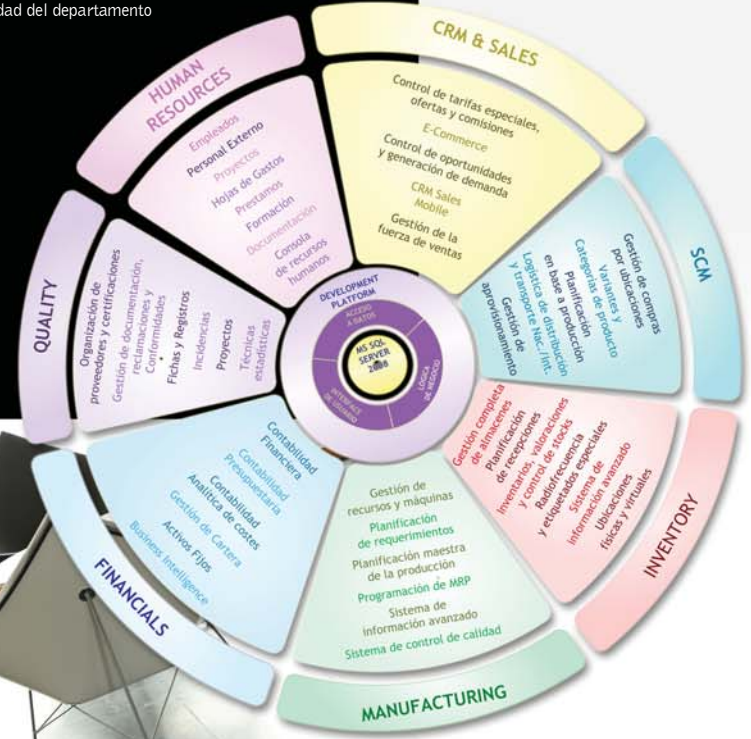 dad del departamento
CRM & SALES
Control de tarifas especiales,
ofertas y comisiones
E-Commerce
Control de oportunidades
y generación de demanda
CRM Sales
Mobile
Gestión de la
fuerza de ventas
SCM
Gestión de compras
por ubicaciones
Variantes y
Categorías de producto
Planificación
en base a producción
Logística de distribución
y transporte Nac./Int.
Gestión de
aprovisionamiento
INVENTORY
Gestión completa
de almacenes
Planificación
de recepciones
Inventarios, valoraciones
y control de stocks
Radiofrecuencia
y etiquetados especiales
Sistema de
información avanzado
Ubicaciones
físicas y virtuales
MANUFACTURING
Gestión de
recursos y máquinas
Planificación
de requerimientos
Planificación maestra
de la producción
Programación de MRP
Sistema de
información avanzado
Sistema de control de calidad
FINANCIALS
Contabilidad
Financiera
Contabilidad
Presupuestaria
Contabilidad
Analítica de costes
Gestión de Cartera
Activos Fijos
Business Intelligence
QUALITY
Organización de
proveedores y certificaciones
Gestión de documentación,
reclamaciones y
Conformidades
Fichas y Registros
Incidencias
Proyectos
Técnicas
estadísticas
HUMAN
RESOURCES
Empleados
Personal Externo
Proyectos
Hojas de Gastos
Prestamos
Formación
Documentación
Consola
de recursos
humanos
DEVELOPMENT
PLATFORM
ACCESO
A DATOS
LÓGICA
DE NEGOCIO
INTERFACE
DE USUARIO
MS SQL
SERVER
2008